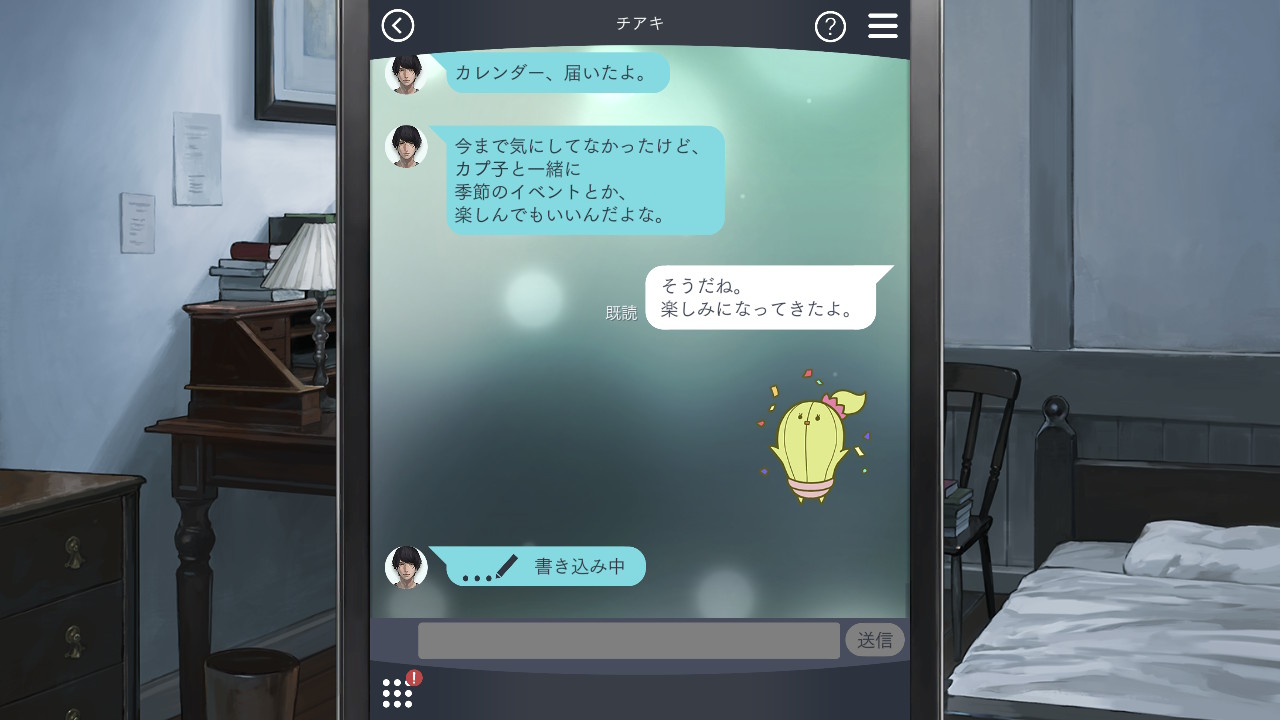 チアキ
?
カレンダー、届いたよ。
今まで気にしてなかったけど、
カプ子と一緒に
季節のイベントとか、
楽しんでもいいんだよな。
そうだね。
楽しみになってきたよ。
既読
...
書き込み中
送信
!